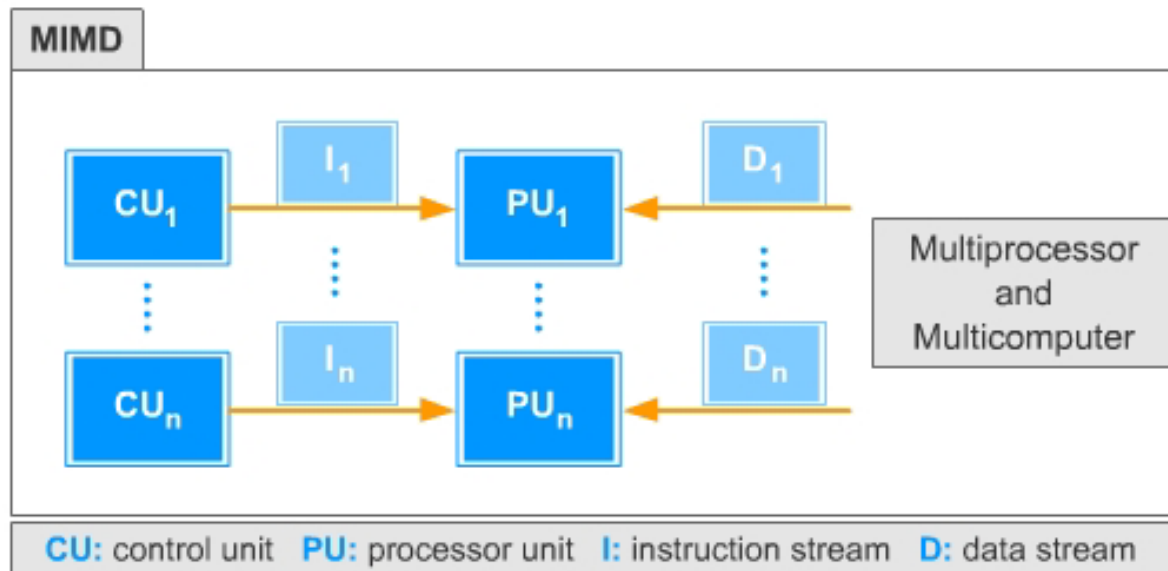 MIMD
I₁ D₁
CU₁ PU₁
Multiprocessor
and
Multicomputer
Iₙ Dₙ
CUₙ PUₙ
CU: control unit PU: processor unit I: instruction stream D: data stream